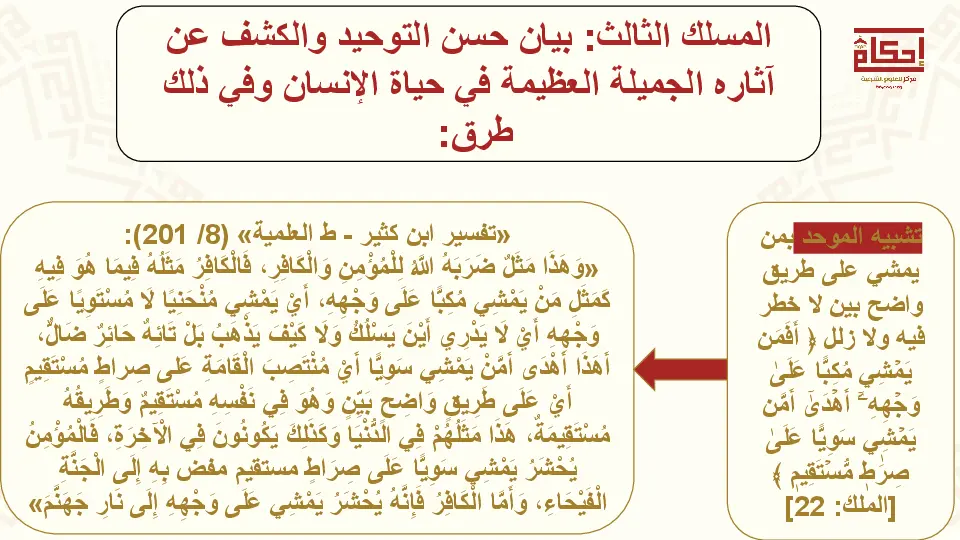 المسلك الثالث: بيان حسن التوحيد والكشف عن
آثاره الجميلة العظيمة في حياة الإنسان وفي ذلك
طرق:
إحكام
مركز للعلوم الشرعية
تشبيه الموحد بمن
يمشي على طريق
واضح بين لا خطر
فيه ولا زلل ﴿ أَفَمَن
يَمْشِي مُكِبًّا عَلَىٰ
وَجْهِهِ ۦٓ أَهْدَىٰٓ أَمَّن
يَمْشِي سَوِيًّا عَلَىٰ
صِرَٰطٖ مُّسْتَقِيمٖ ﴾
[الملك: 22]
«تفسير ابن كثير - ط العلمية» (8/ 201):
«وَهَذَا مَثَلٌ ضَرَبَهُ اللَّهُ لِلْمُؤْمِنِ وَالْكَافِرِ، فَالْكَافِرُ مَثَلُهُ فِيمَا هُوَ فِيهِ
كَمَثَلِ مَنْ يَمْشِي مُكِبًّا عَلَى وَجْهِهِ، أَيْ يَمْشِي مُنْحَنِيًا لَا مُسْتَوِيًا عَلَى
وَجْهِهِ أَيْ لَا يَدْرِي أَيْنَ يَسْلُكُ وَلَا كَيْفَ يَذْهَبُ بَلْ تَائِهٌ حَائِرٌ ضَالٌّ،
أَهَذَا أَهْدَى أَمَّنْ يَمْشِي سَوِيًّا أَيْ مُنْتَصِبَ الْقَامَةِ عَلَى صِراطٍ مُسْتَقِيمٍ
أَيْ عَلَى طَرِيقٍ وَاضِحٍ بَيِّنٍ وَهُوَ فِي نَفْسِهِ مُسْتَقِيمٌ وَطَرِيقُهُ
مُسْتَقِيمَةٌ، هَذَا مَثَلُهُمْ فِي الدُّنْيَا وَكَذَلِكَ يَكُونُونَ فِي الْآخِرَةِ، فَالْمُؤْمِنُ
يُحْشَرُ يَمْشِي سَوِيًّا عَلَى صِرَاطٍ مستقيم مفض بِهِ إِلَى الْجَنَّةِ
الْفَيْحَاءِ، وَأَمَّا الْكَافِرُ فَإِنَّهُ يُحْشَرُ يَمْشِي عَلَى وَجْهِهِ إِلَى نَارِ جَهَنَّمَ»